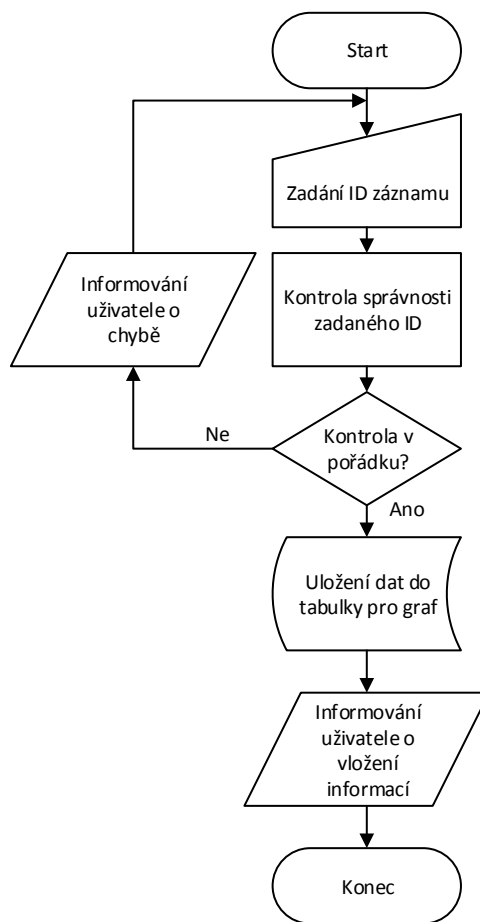 Start
Zadání ID záznamu
Informování
uživatele o
chybě
Kontrola správnosti
zadaného ID
Ne
Kontrola v
pořádku?
Ano
Uložení dat do
tabulky pro graf
Informování
uživatele o
vložení
informací
Konec